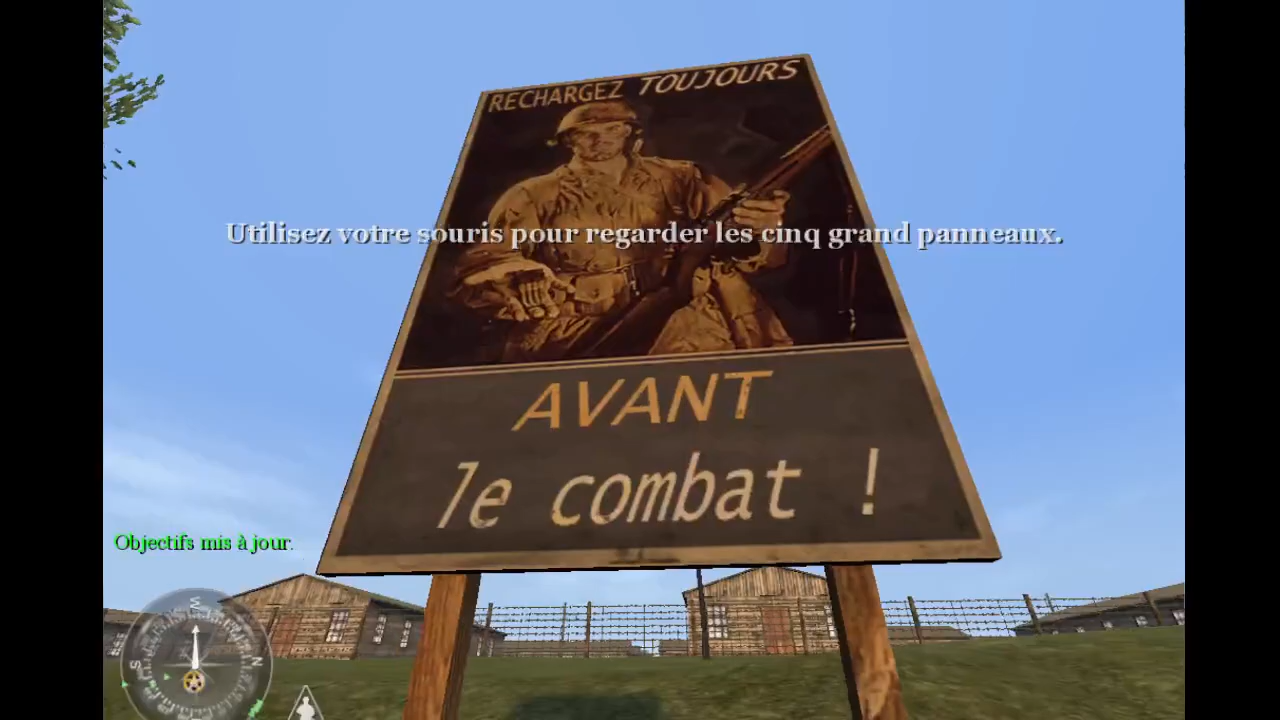 RECHARGEZ TOUJOURS
Utilisez votre souris pour regarder les cinq grand panneaux.
AVANT
le combat !
Objectifs mis à jour.
W
S
N